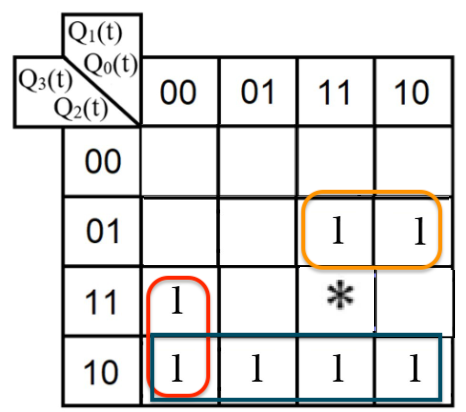 Q1(t)
Q0(t)
Q3(t)
Q2(t)
00 01 11 10
00
01 1 1
11 1 *
10 1 1 1 1